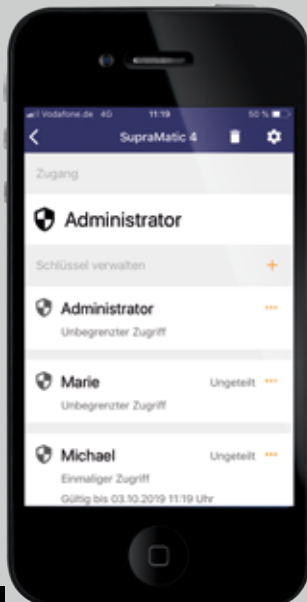 Vodafone.de 4G 11:19 50 %
SupraMatic 4
Zugang
Administrator
Schlüssel verwalten
Administrator
Unbegrenzter Zugriff
Marie Ungeteilt
Unbegrenzter Zugriff
Michael Ungeteilt
Einmaliger Zugriff
Gültig bis 03.10.2019 11:19 Uhr